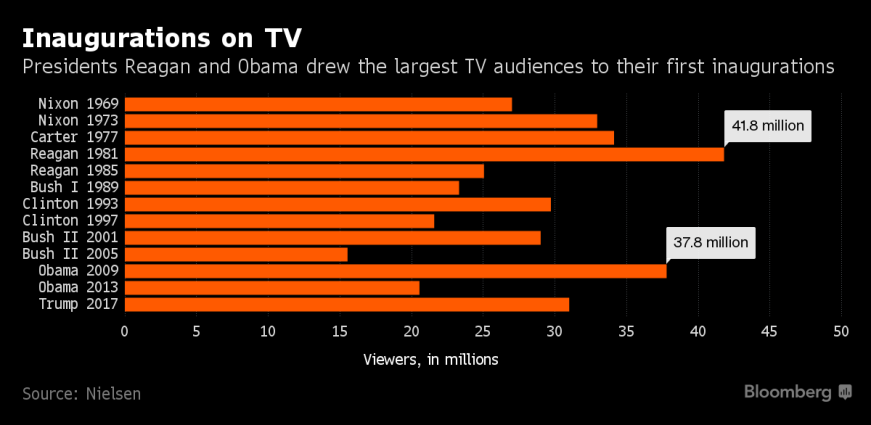 Inaugurations on TV
Presidents Reagan and Obama drew the largest TV audiences to their first inaugurations
Nixon 1969
Nixon 1973
Carter 1977
41.8 million
Reagan 1981
Reagan 1985
Bush I 1989
Clinton 1993
Clinton 1997
Bush II 2001
37.8 million
Bush II 2005
Obama 2009
Obama 2013
Trump 2017
0 5 10 15 20 25 30 35 40 45 50
Viewers, in millions
Source: Nielsen
Bloomberg